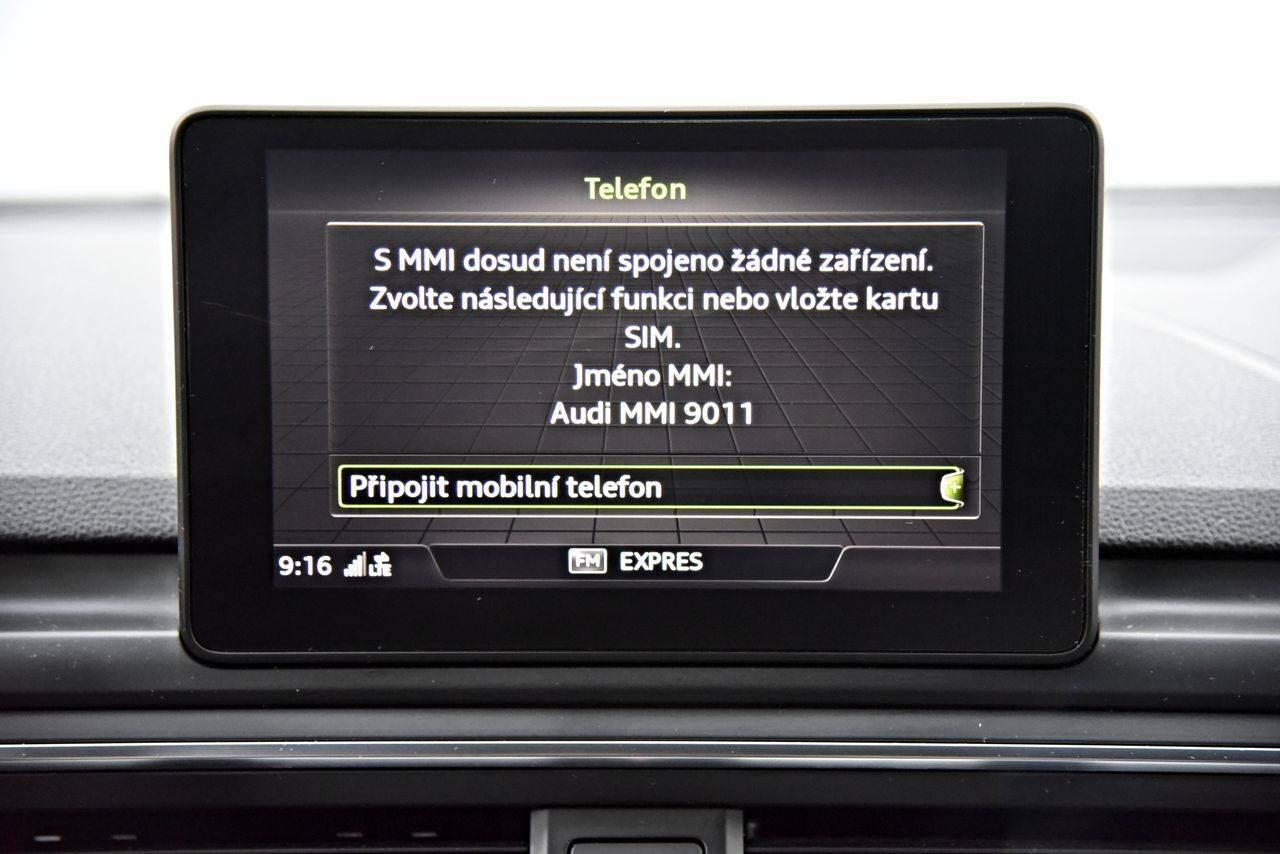 Telefon
S MMI dosud není spojeno žádné zařízení.
Zvolte následující funkci nebo vložte kartu
SIM.
Jméno MMI:
Audi MMI 9011
Připojit mobilní telefon
9:16 LTE FM EXPRES